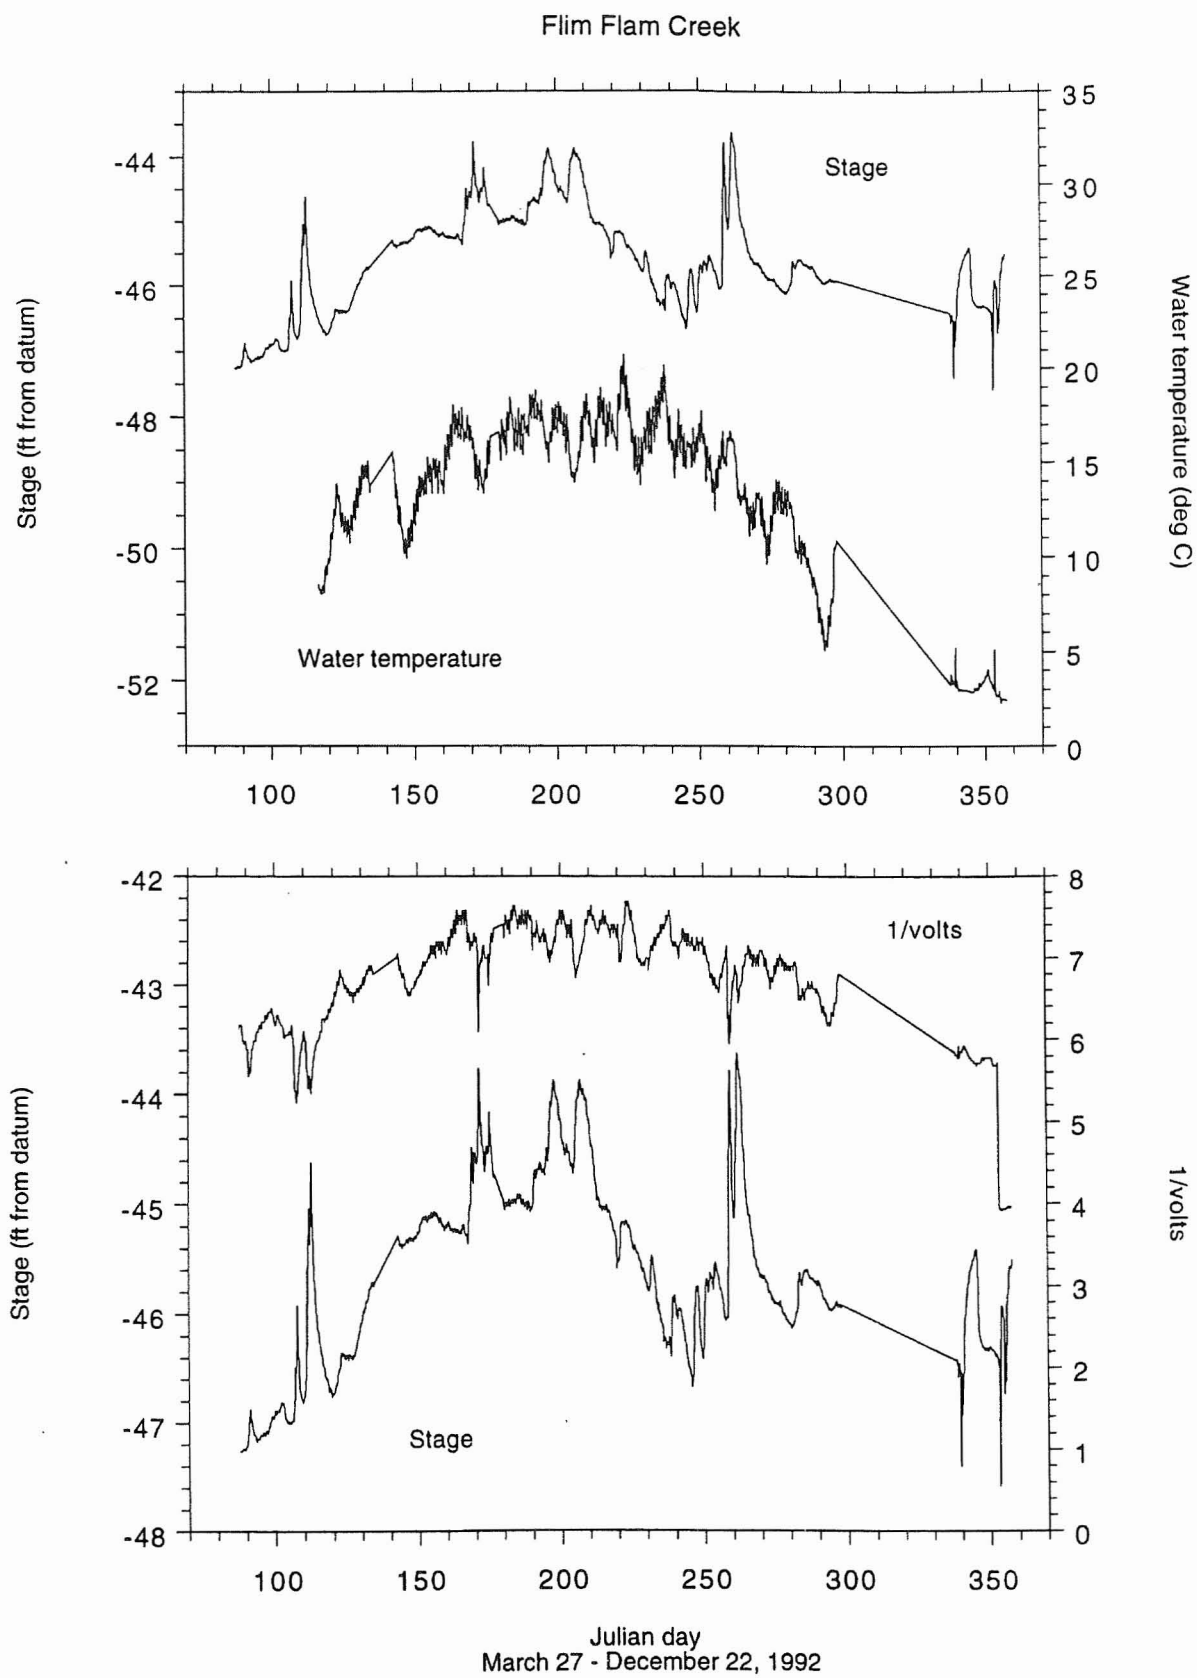 Flim Flam Creek
35
-44
Stage
30
-46
25
Stage (ft from datum)
Water temperature (deg C)
20
-48
15
-50
10
Water temperature
5
-52
0
100 150 200 250 300 350
-42
8
1/volts
7
-43
6
-44
5
Stage (ft from datum)
1/volts
-45
4
3
-46
2
-47
Stage
1
-48
0
100 150 200 250 300 350
Julian day
March 27 - December 22, 1992